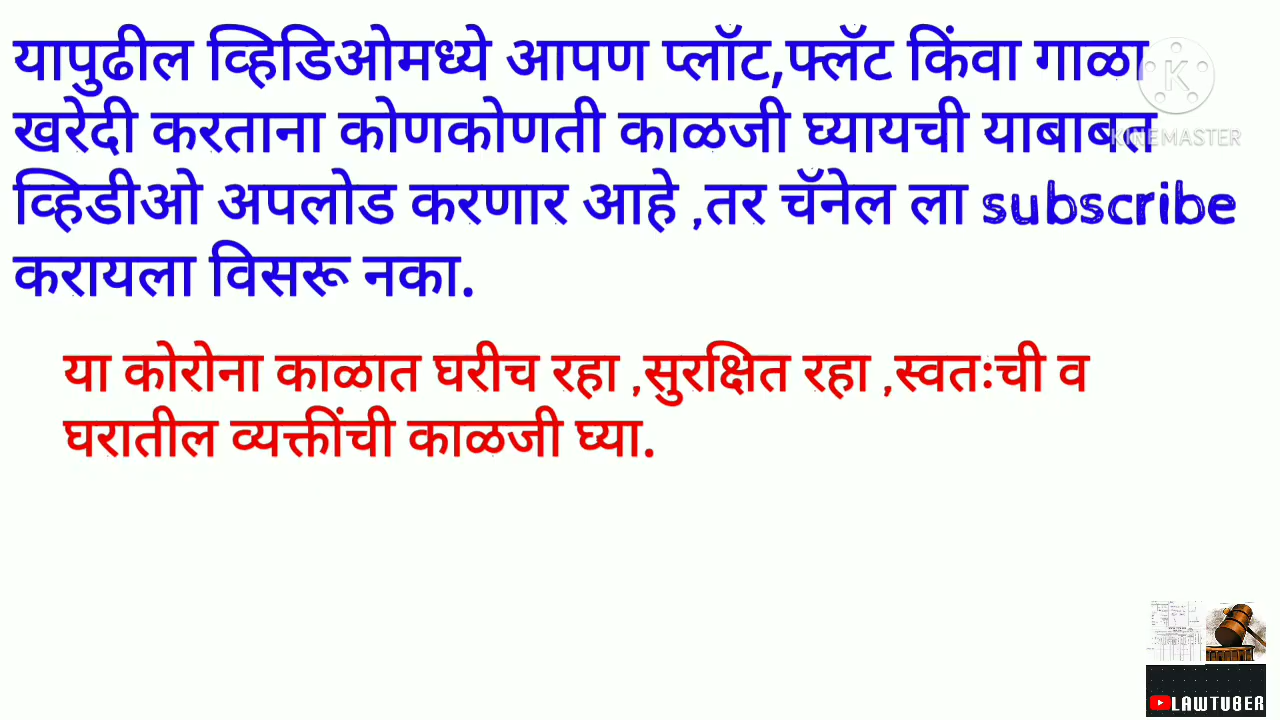 यापुढील व्हिडिओमध्ये आपण प्लॉट,फ्लॅट किंवा गाळा
खरेदी करताना कोणकोणती काळजी घ्यायची याबाबत
व्हिडीओ अपलोड करणार आहे ,तर चॅनेल ला subscribe
करायला विसरू नका.
या कोरोना काळात घरीच रहा ,सुरक्षित रहा ,स्वतःची व
घरातील व्यक्तींची काळजी घ्या.
K
KINEMASTER
LAWTUBER